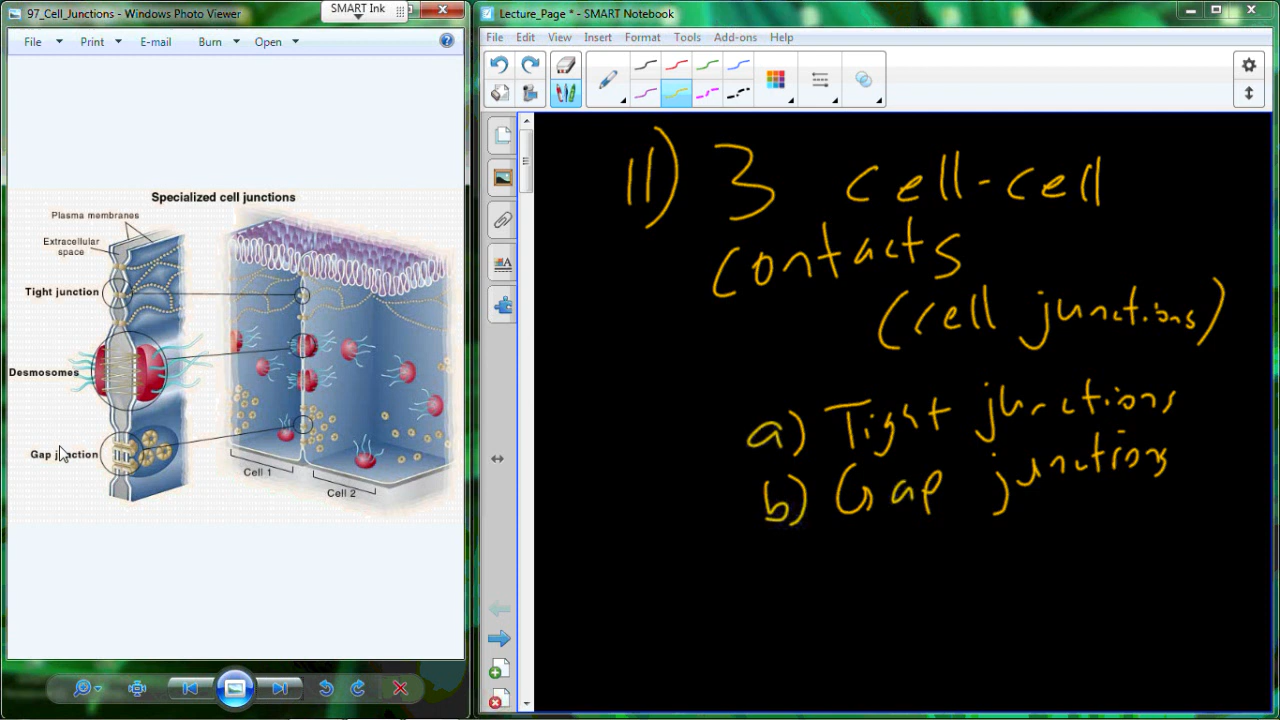 97_Cell_Junctions - Windows Photo Viewer
SMART Ink
File Print E-mail Burn Open
Specialized cell junctions
Plasma membranes
Extracellular
space
Tight junction
Desmosomes
Gap junction
Cell 1
Cell 2
Lecture_Page * - SMART Notebook
File Edit View Insert Format Tools Add-ons Help
11) 3 cell-cell
contacts
(cell junctions)
a) Tight junctions
b) Gap junctions